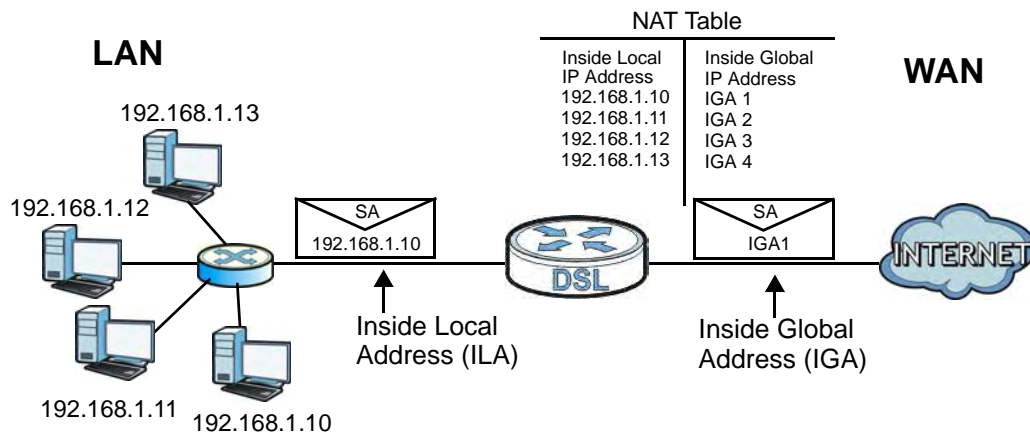 NAT Table
LAN
WAN
Inside Local
IP Address
192.168.1.10
192.168.1.11
192.168.1.12
192.168.1.13
Inside Global
IP Address
IGA 1
IGA 2
IGA 3
IGA 4
192.168.1.13
192.168.1.12
SA
192.168.1.10
SA
IGA1
DSL
INTERNET
Inside Local
Address (ILA)
Inside Global
Address (IGA)
192.168.1.11
192.168.1.10